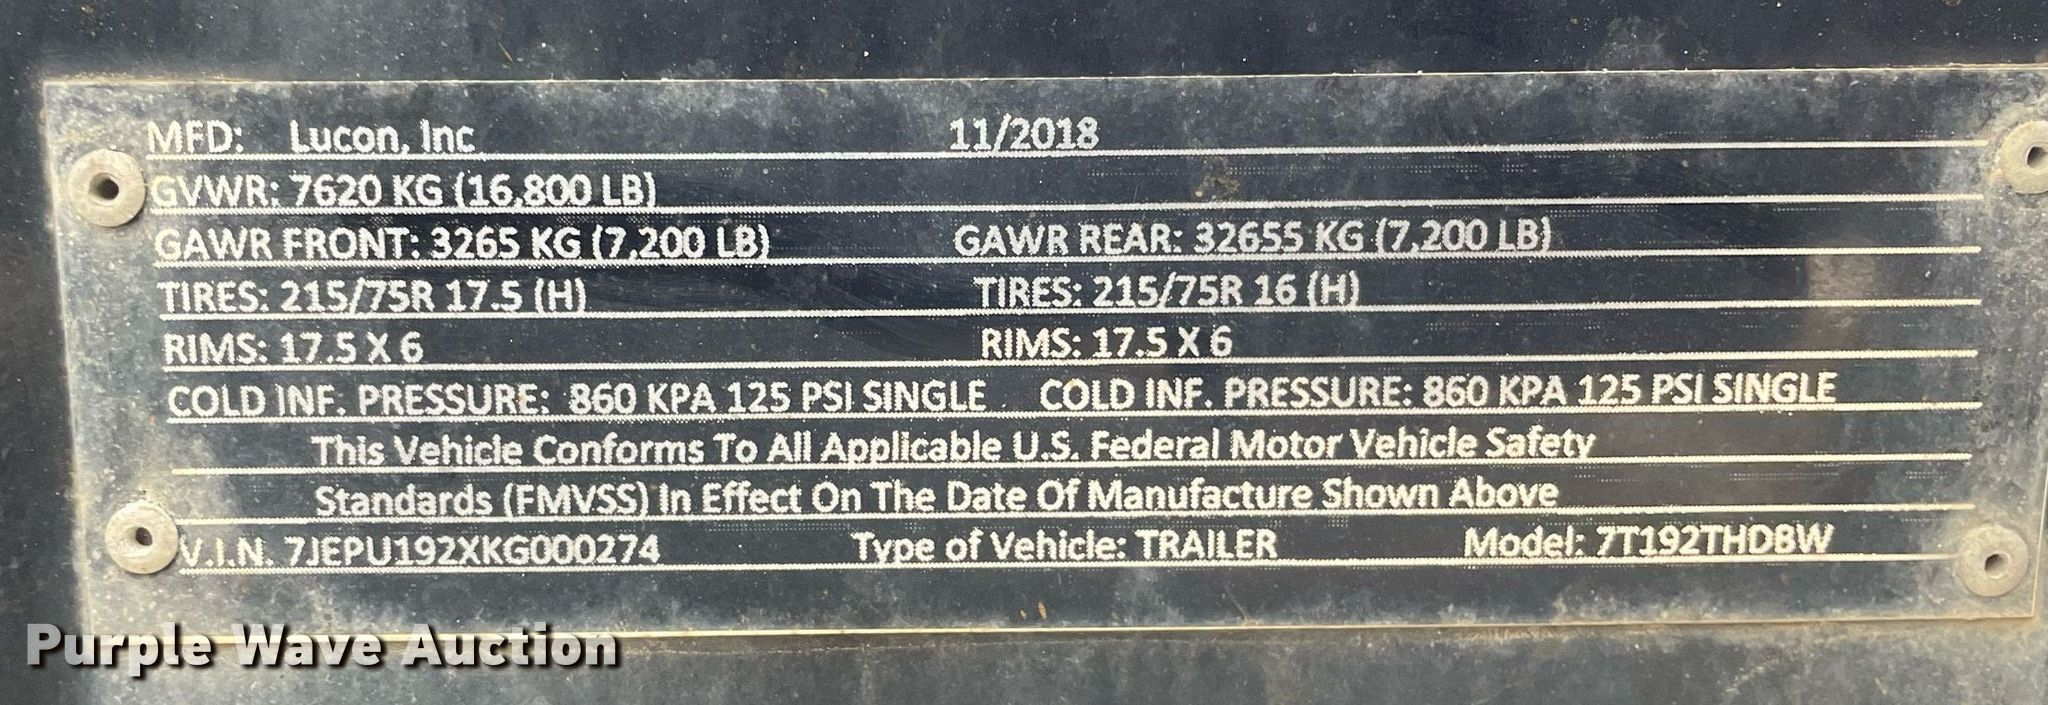 MFD: Lucon, Inc 11/2018
GVWR: 7620 KG (16,800 LB)
GAWR FRONT: 3265 KG (7,200 LB) GAWR REAR: 32655 KG (7,200 LB)
TIRES: 215/75R 17.5 (H) TIRES: 215/75R 16 (H)
RIMS: 17.5 X 6 RIMS: 17.5 X 6
COLD INF. PRESSURE: 860 KPA 125 PSI SINGLE COLD INF. PRESSURE: 860 KPA 125 PSI SINGLE
This Vehicle Conforms To All Applicable U.S. Federal Motor Vehicle Safety
Standards (FMVSS) In Effect On The Date Of Manufacture Shown Above
V.I.N. 7JEPU192XKG000274 Type of Vehicle: TRAILER Model: 7T192THD8W
Purple Wave Auction